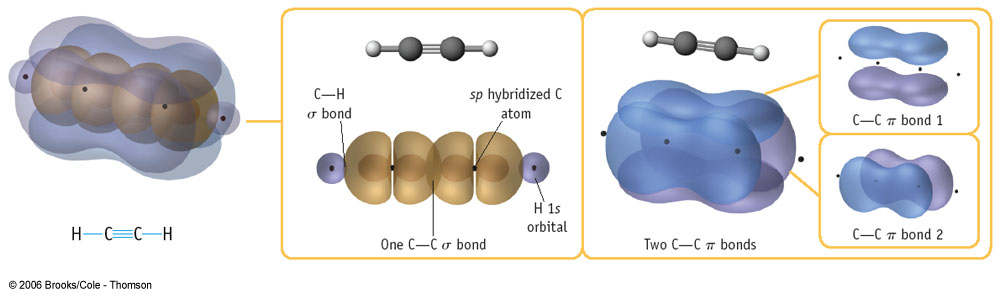 H—C≡C—H
C—H
σ bond
sp hybridized C
atom
H 1s
orbital
One C—C σ bond
Two C—C π bonds
C—C π bond 1
C—C π bond 2
© 2006 Brooks/Cole - Thomson